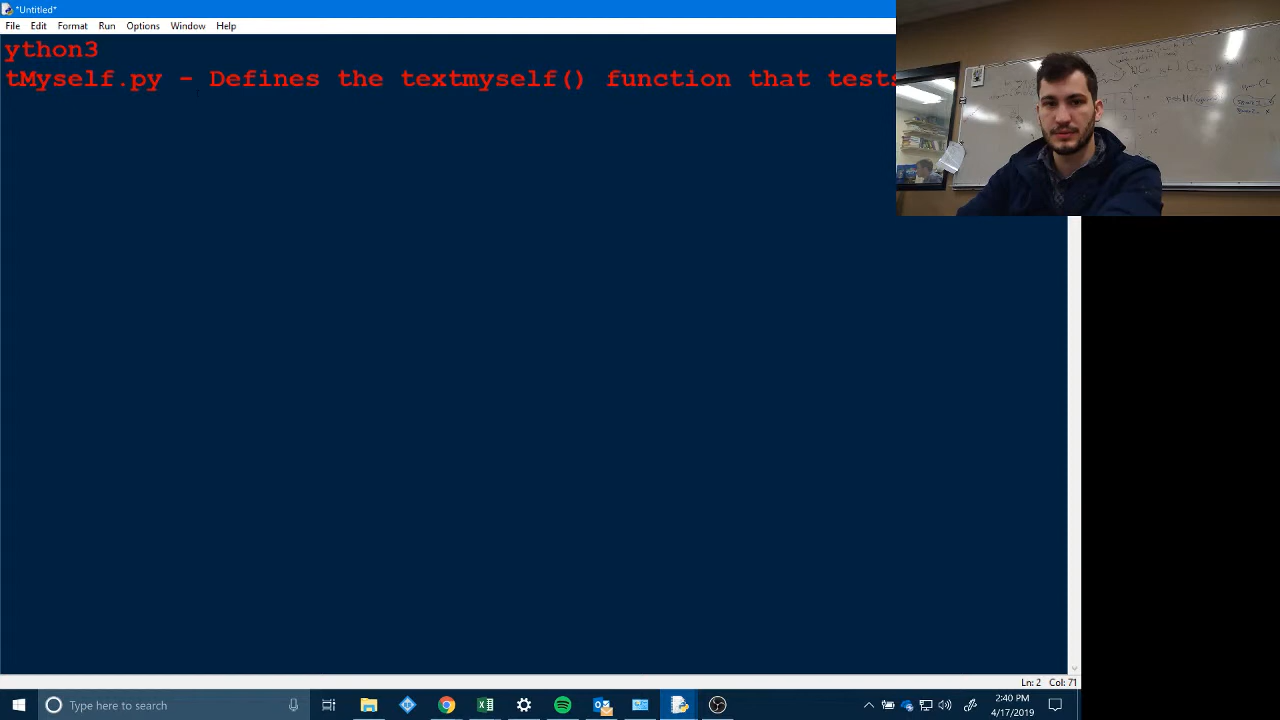 *Untitled*
File Edit Format Run Options Window Help
ython3
tMyself.py - Defines the textmyself() function that tests
Ln: 2 Col: 71
Type here to search
2:40 PM
4/17/2019